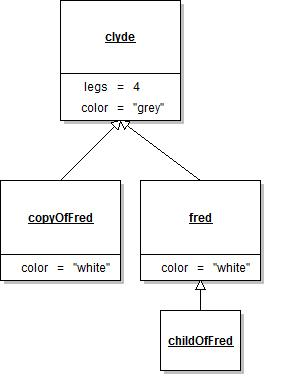 clyde
legs = 4
color = "grey"
copyOfFred
color = "white"
fred
color = "white"
childOfFred